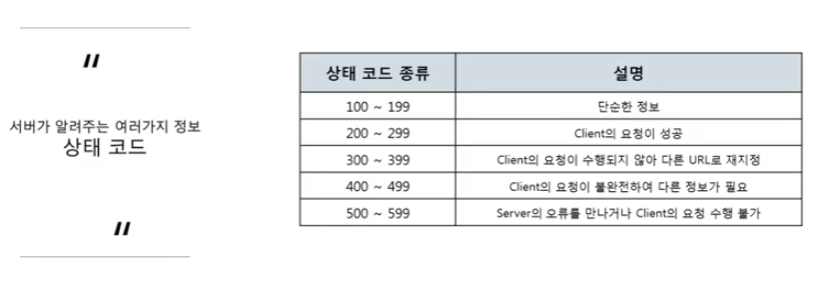 "
서버가 알려주는 여러가지 정보
상태 코드
"
상태 코드 종류 설명
100 ~ 199 단순한 정보
200 ~ 299 Client의 요청이 성공
300 ~ 399 Client의 요청이 수행되지 않아 다른 URL로 재지정
400 ~ 499 Client의 요청이 불완전하여 다른 정보가 필요
500 ~ 599 Server의 오류를 만나거나 Client의 요청 수행 불가